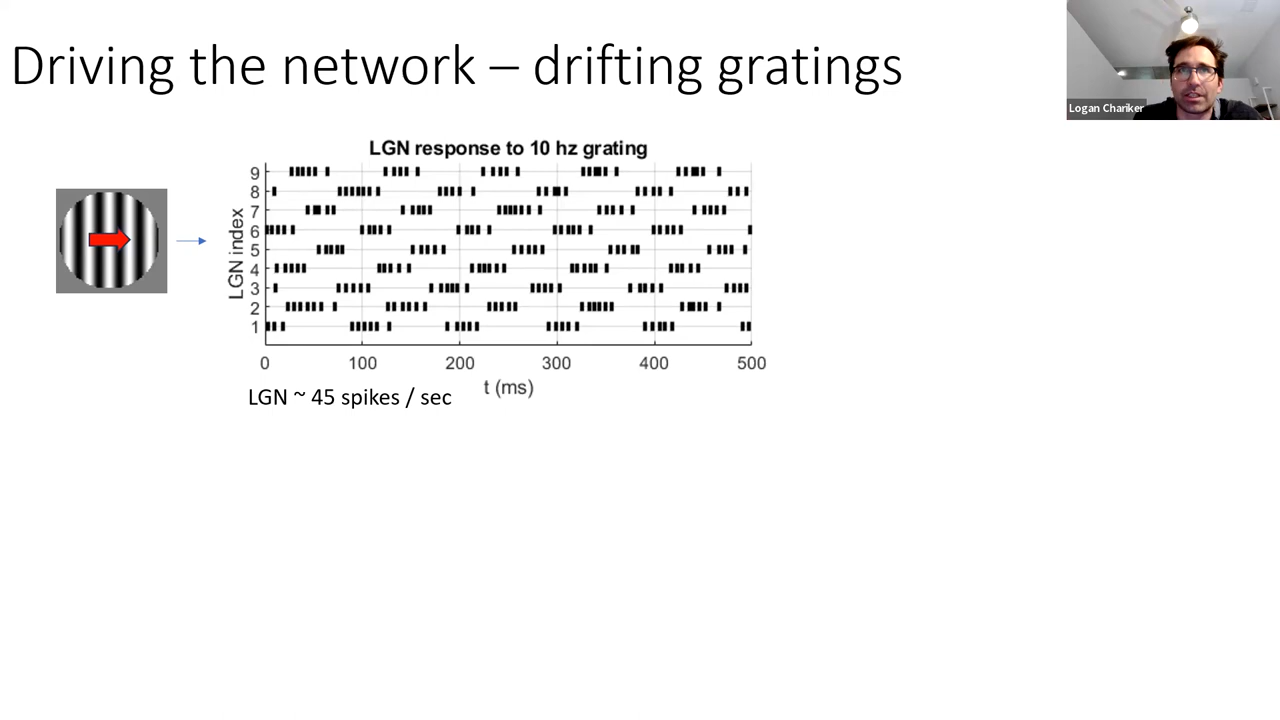 Driving the network – drifting gratings
Logan Chariker
LGN response to 10 hz grating
LGN index
9
8
7
6
5
4
3
2
1
0 100 200 300 400 500
t (ms)
LGN ~ 45 spikes / sec